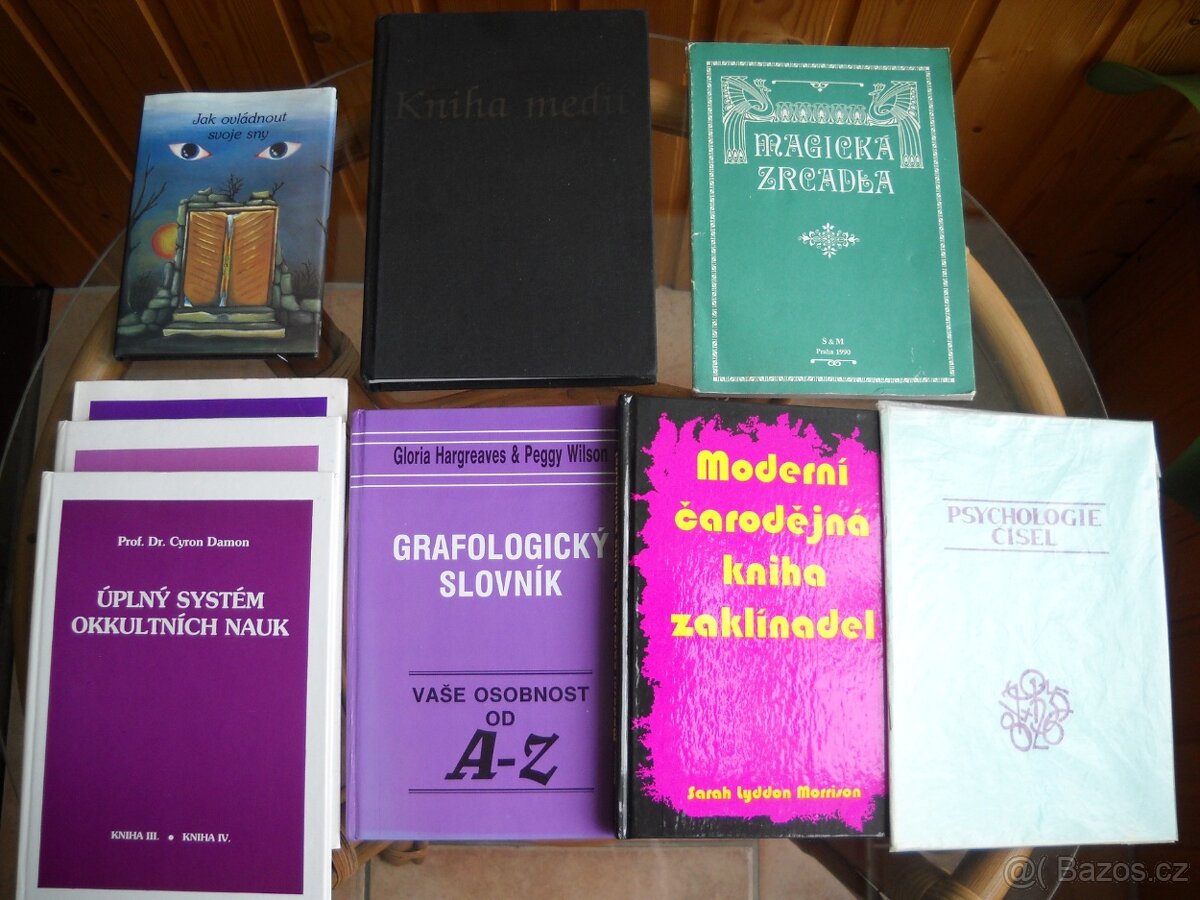 Jak ovládnout
svoje sny
Kniha medií
MAGICKÁ
ZRCADLA
S & M
Praha 1990
Prof. Dr. Cyron Damon
ÚPLNÝ SYSTÉM
OKKULTNÍCH NAUK
KNIHA III. • KNIHA IV.
Gloria Hargreaves & Peggy Wilson
GRAFOLOGICKÝ
SLOVNÍK
VAŠE OSOBNOST
OD
A-Z
Moderní
čarodějná
kniha
zaklínadel
Sarah Lyddon Morrison
PSYCHOLOGIE
ČÍSEL
@( Bazos.cz